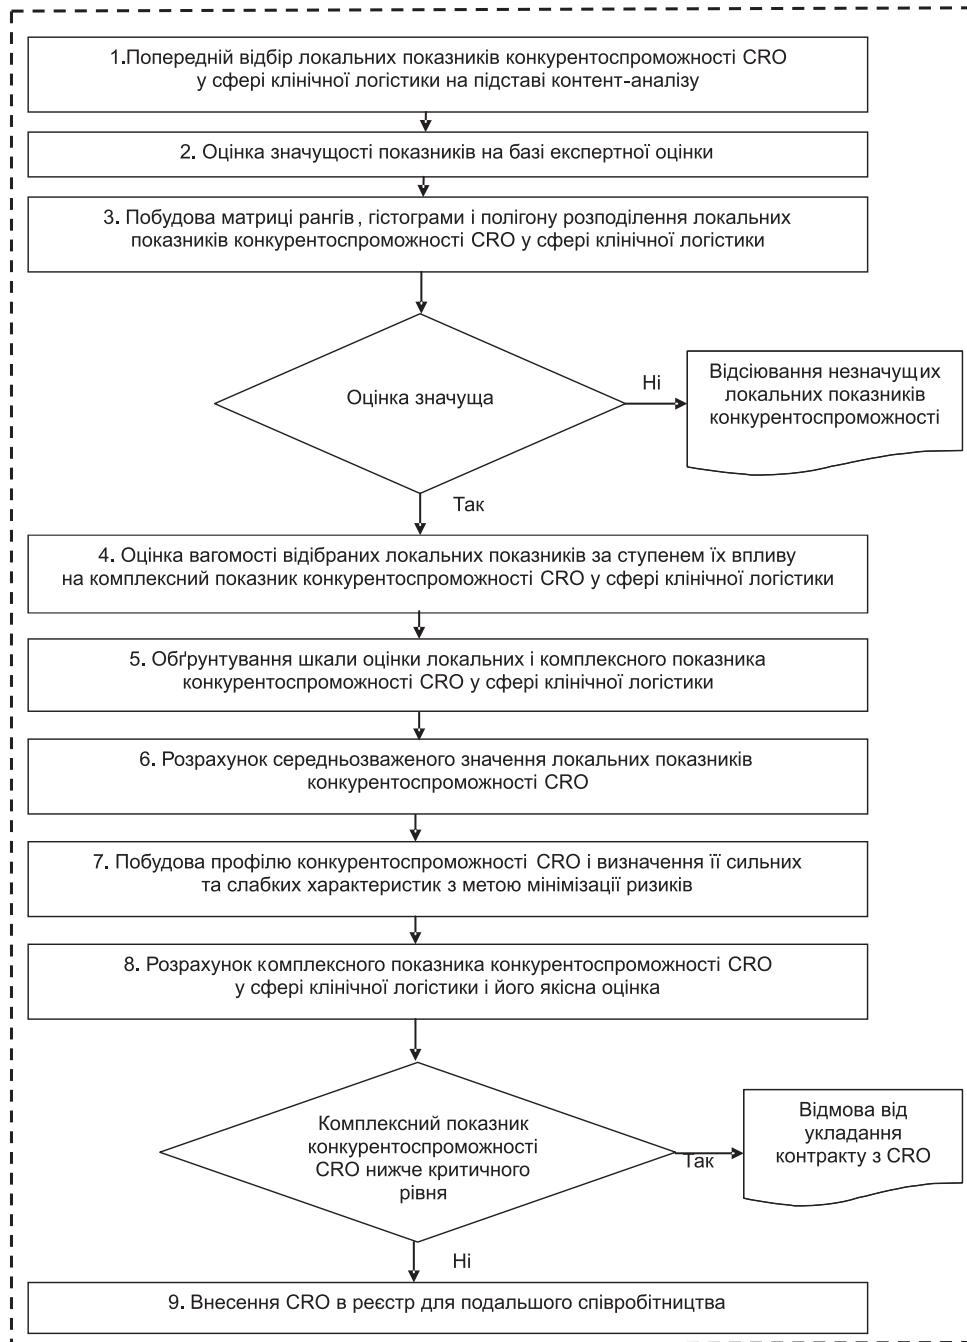 1.Попередній відбір локальних показників конкурентоспроможності CRO
у сфері клінічної логістики на підставі контент-аналізу
2. Оцінка значущості показників на базі експертної оцінки
3. Побудова матриці рангів, гістограми і полігону розподілення локальних
показників конкурентоспроможності CRO у сфері клінічної логістики
Оцінка значуща
Ні
Відсіювання незначущих
локальних показників
конкурентоспроможності
Так
4. Оцінка вагомості відібраних локальних показників за ступенем їх впливу
на комплексний показник конкурентоспроможності CRO у сфері клінічної логістики
5. Обґрунтування шкали оцінки локальних і комплексного показника
конкурентоспроможності CRO у сфері клінічної логістики
6. Розрахунок середньозваженого значення локальних показників
конкурентоспроможності CRO
7. Побудова профілю конкурентоспроможності CRO і визначення її сильних
та слабких характеристик з метою мінімізації ризиків
8. Розрахунок комплексного показника конкурентоспроможності CRO
у сфері клінічної логістики і його якісна оцінка
Комплексний показник
конкурентоспроможності
CRO нижче критичного
рівня
Так
Відмова від
укладання
контракту з CRO
Ні
9. Внесення CRO в реєстр для подальшого співробітництва